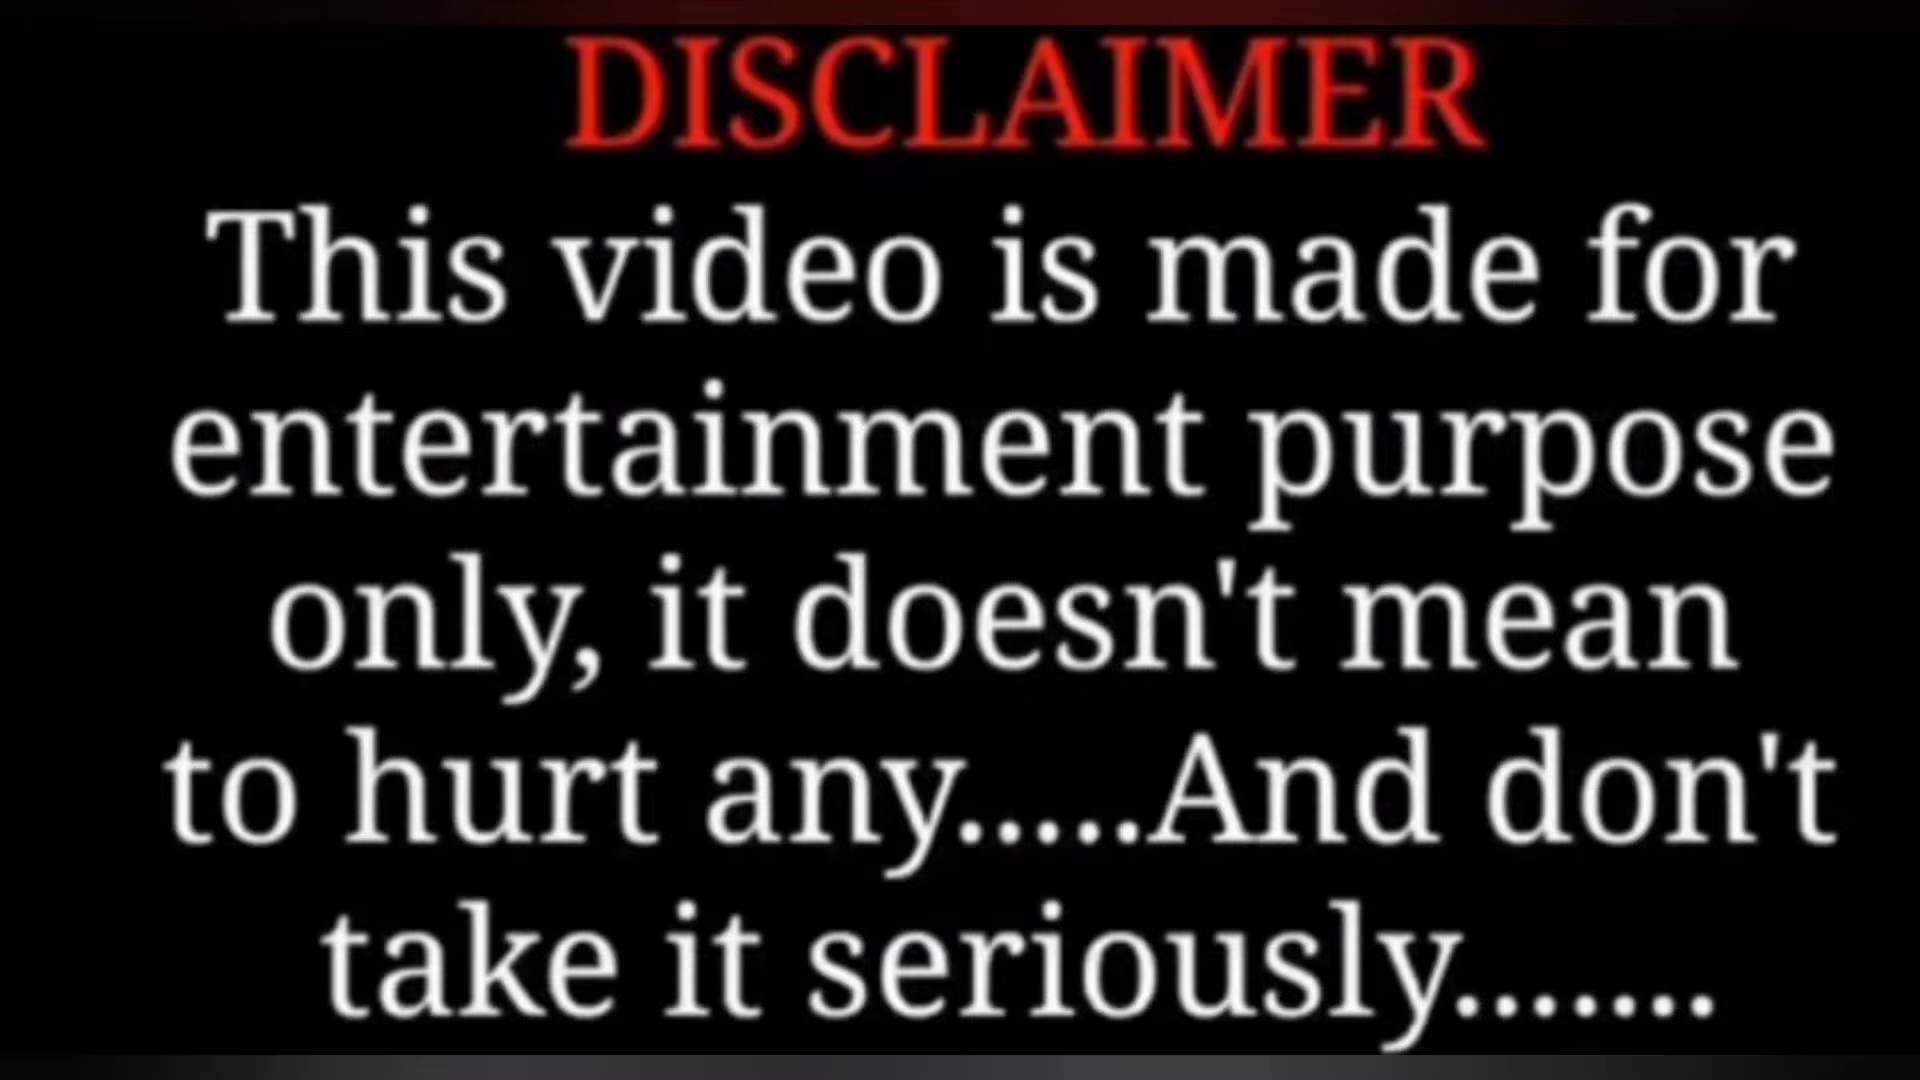 DISCLAIMER
This video is made for
entertainment purpose
only, it doesn't mean
to hurt any.....And don't
take it seriously.......